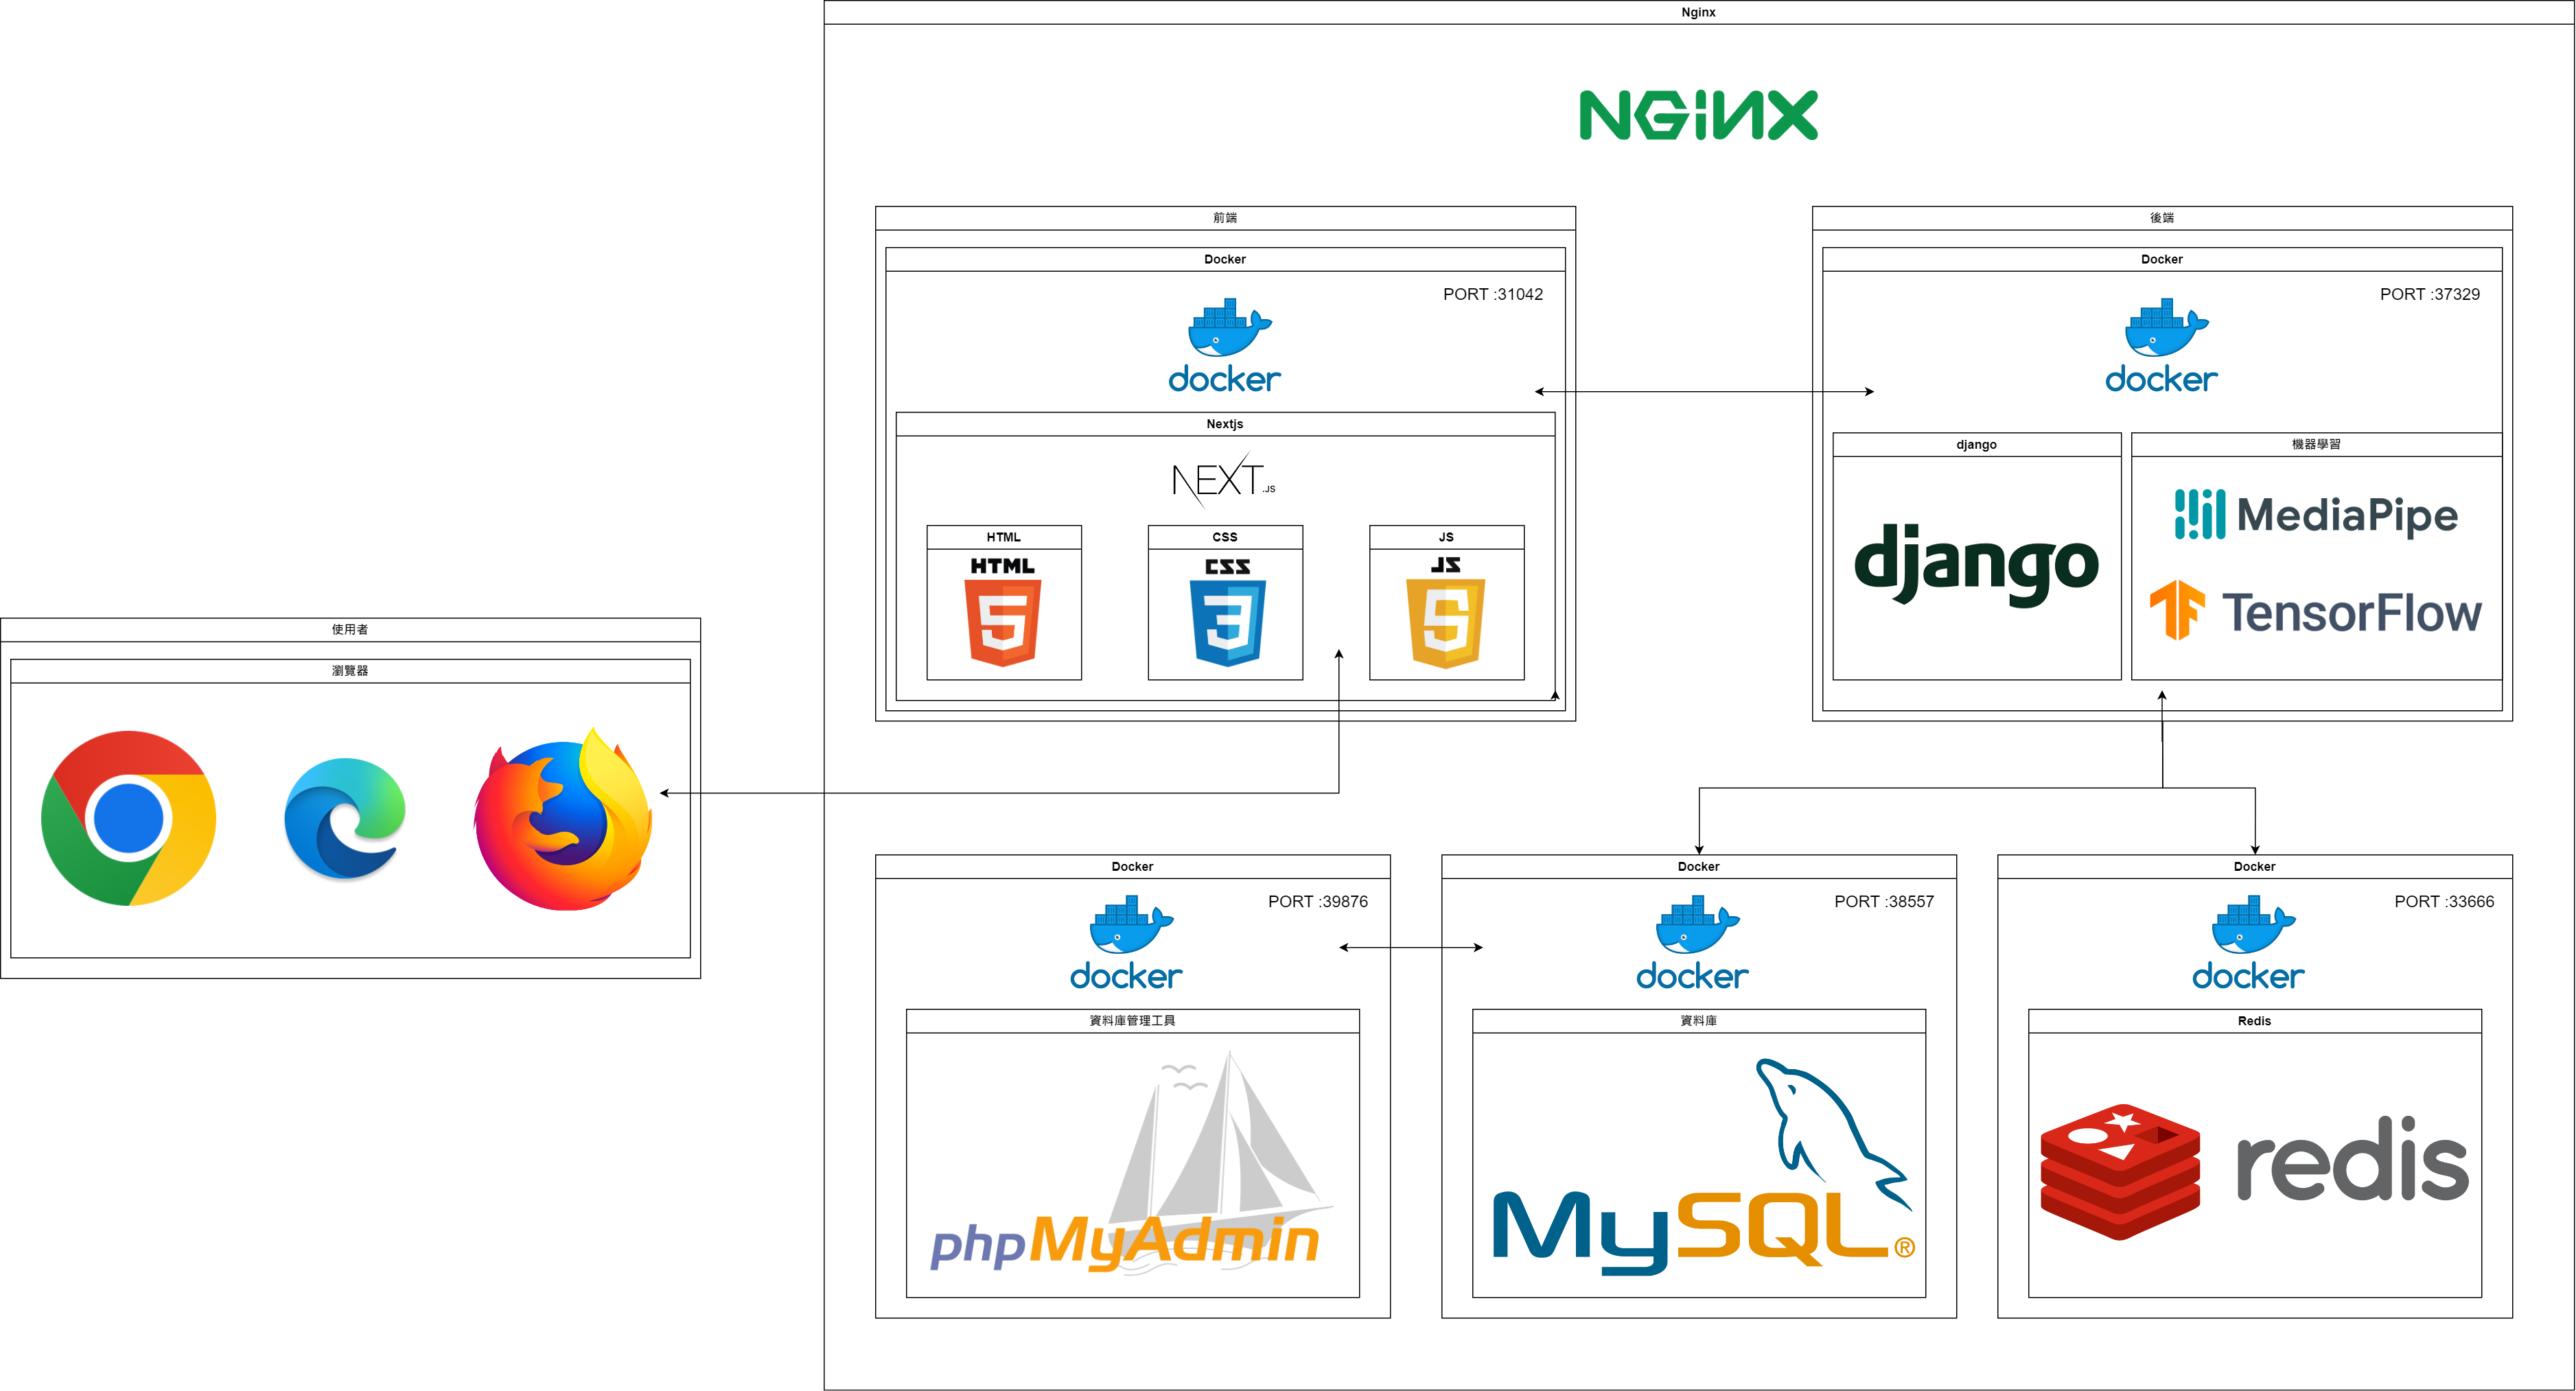 Nginx
NGiNX
前端
Docker
PORT :31042
docker
Nextjs
NEXT.JS
HTML
HTML
5
CSS
CSS
3
JS
JS
5
後端
Docker
PORT :37329
docker
django
django
機器學習
MediaPipe
TensorFlow
使用者
瀏覽器
Docker
PORT :39876
docker
資料庫管理工具
phpMyAdmin
Docker
PORT :38557
docker
資料庫
MySQL®
Docker
PORT :33666
docker
Redis
redis